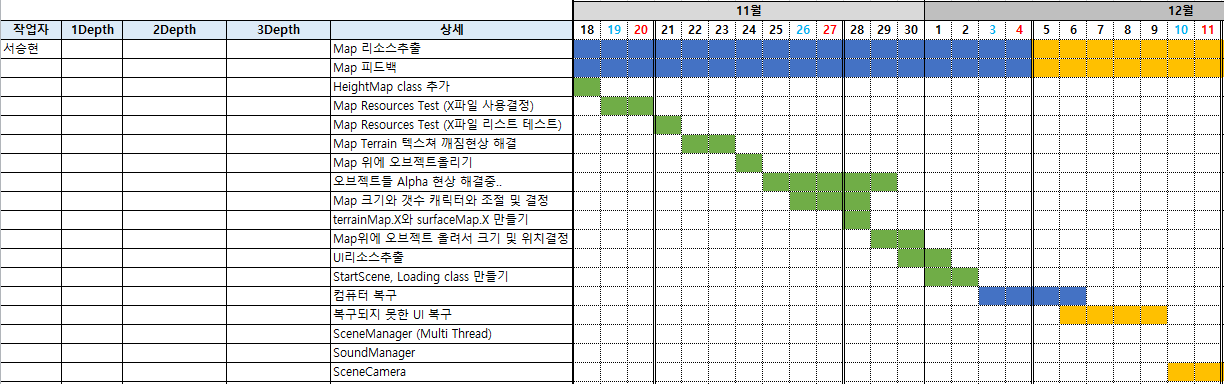 11월 12월
작업자 1Depth 2Depth 3Depth 상세 18 19 20 21 22 23 24 25 26 27 28 29 30 1 2 3 4 5 6 7 8 9 10 11
서승현 Map 리소스추출
Map 피드백
HeightMap class 추가
Map Resources Test (X파일 사용결정)
Map Resources Test (X파일 리스트 테스트)
Map Terrain 텍스쳐 깨짐현상 해결
Map 위에 오브젝트올리기
오브젝트들 Alpha 현상 해결중..
Map 크기와 갯수 캐릭터와 조절 및 결정
terrainMap.X와 surfaceMap.X 만들기
Map위에 오브젝트 올려서 크기 및 위치결정
UI리소스추출
StartScene, Loading class 만들기
컴퓨터 복구
복구되지 못한 UI 복구
SceneManager (Multi Thread)
SoundManager
SceneCamera